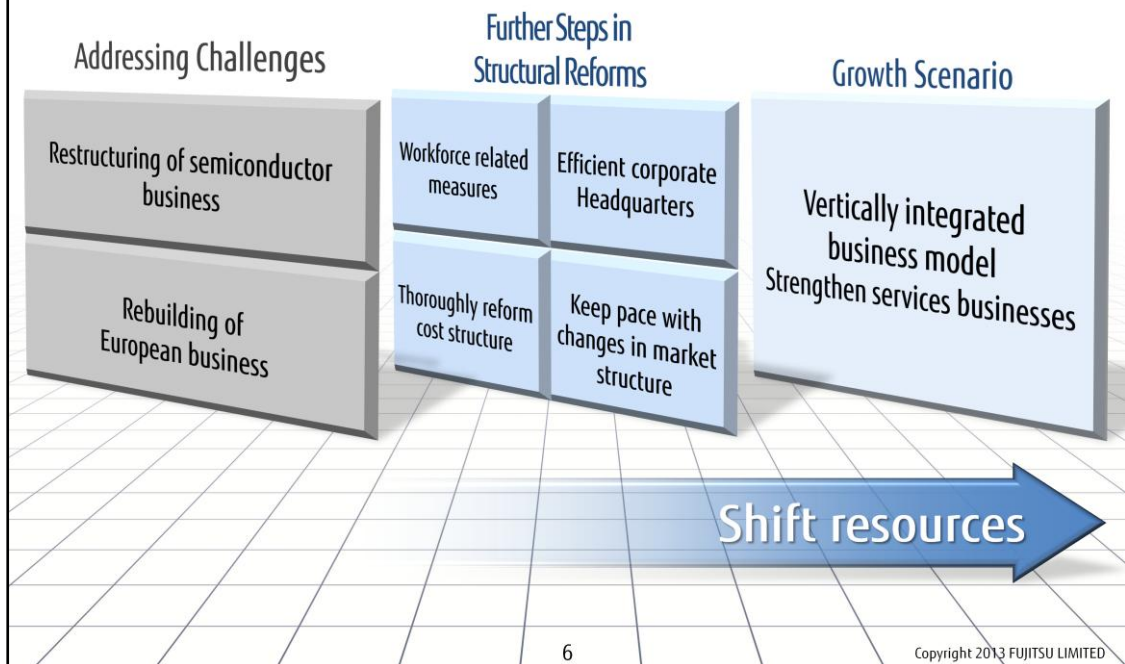 Addressing Challenges
Restructuring of semiconductor
business
Rebuilding of
European business
Further Steps in
Structural Reforms
Workforce related
measures
Efficient corporate
Headquarters
Thoroughly reform
cost structure
Keep pace with
changes in market
structure
Growth Scenario
Vertically integrated
business model
Strengthen services businesses
Shift resources
6
Copyright 2013 FUJITSU LIMITED